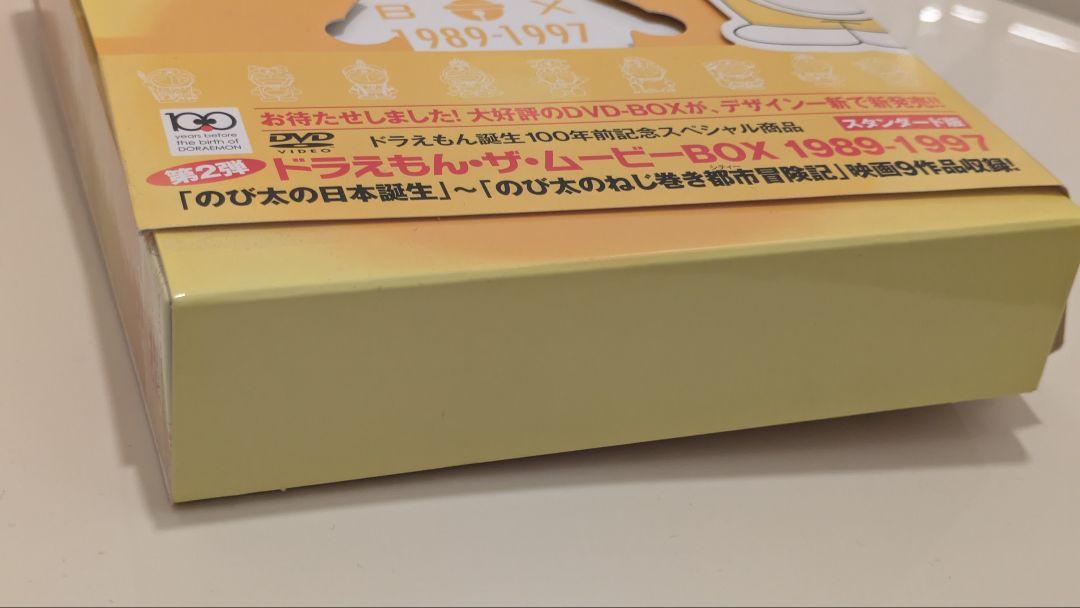 B X
1989-1997
お待たせしました!大好評のDVD-BOXが、デザイン一新で新発売!!
100
years before
the birth of
DORAEMON
DVD
VIDEO
ドラえもん誕生100年前記念スペシャル商品
スタンダード版
第2弾
ドラえもん・ザ・ムービーBOX 1989-1997
「のび太の日本誕生」～「のび太のねじ巻き都市冒険記」映画9作品収録!
シティー